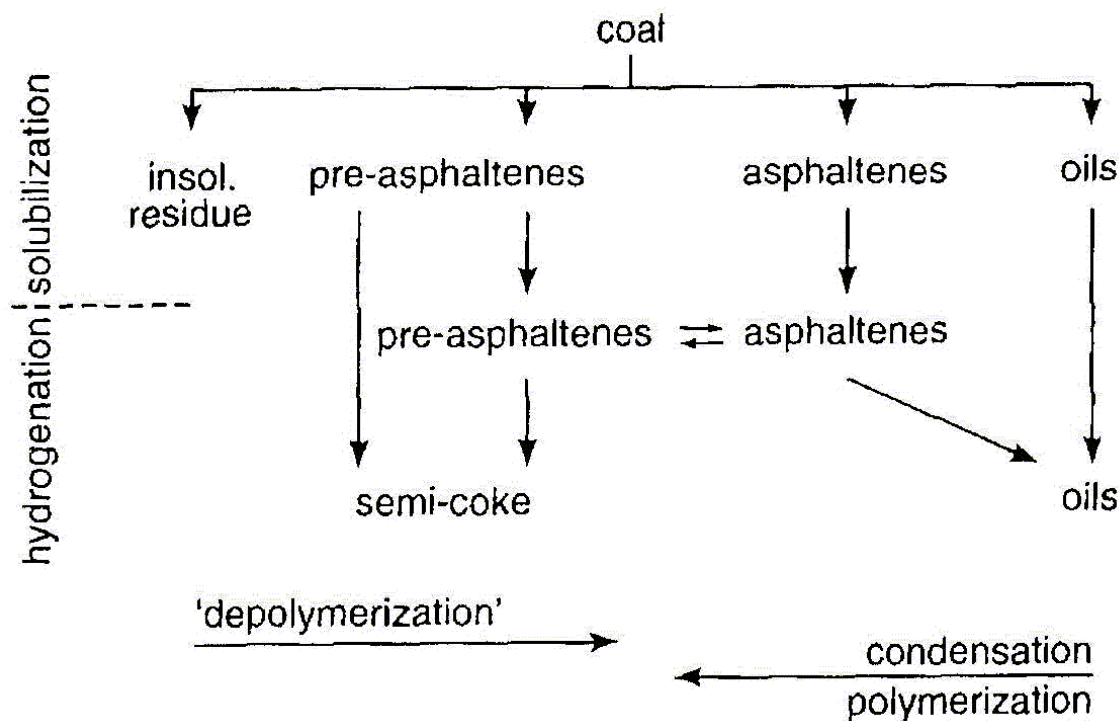 coal
solubilization
insol.
residue
pre-asphaltenes
asphaltenes
oils
hydrogenation
pre-asphaltenes
asphaltenes
semi-coke
oils
'depolymerization'
condensation
polymerization